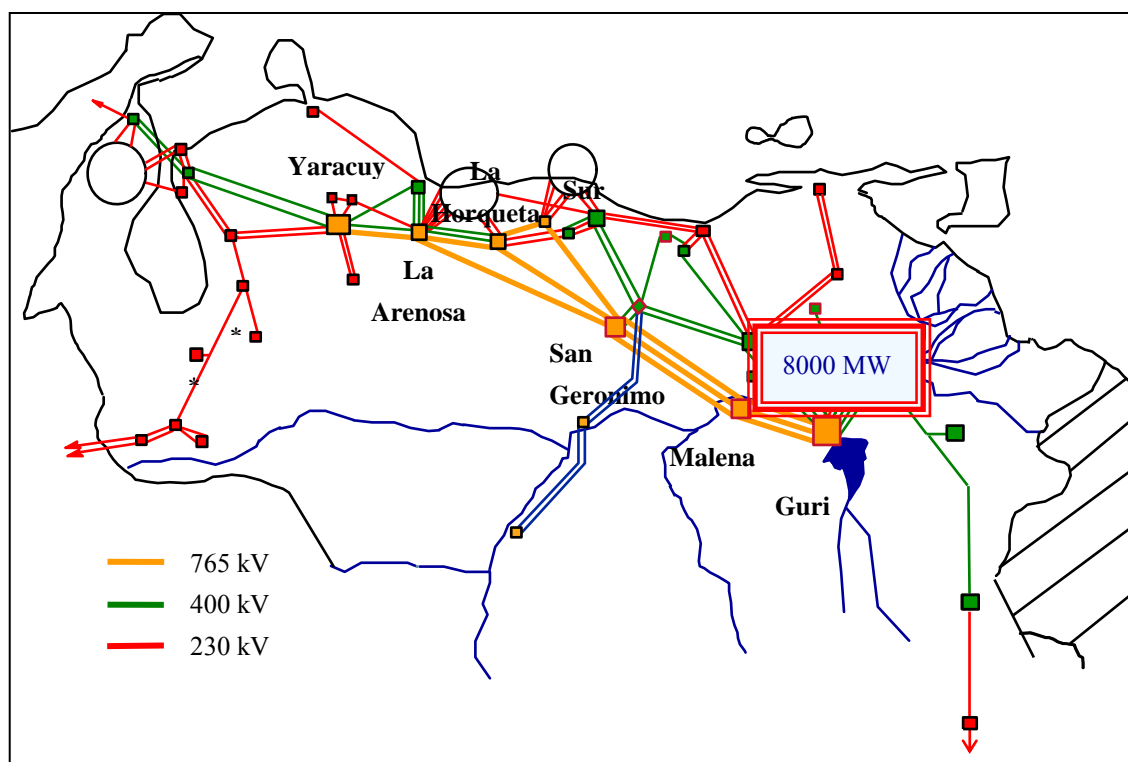 Yaracuy
La
Horqueta
Sur
La
Arenosa
San
Geronimo
8000 MW
Malena
Guri
*
*
765 kV
400 kV
230 kV